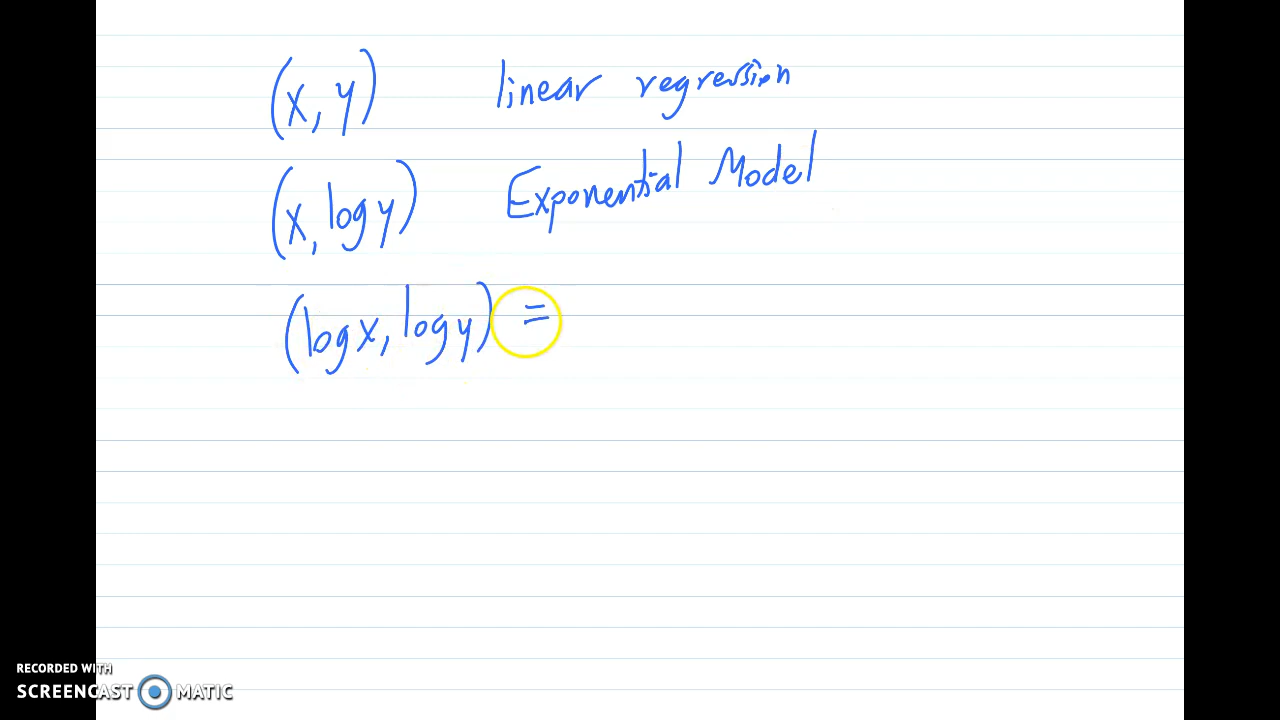 (x, y) linear regression
(x, log y) Exponential Model
(log x, log y) =
RECORDED WITH
SCREENCAST MATIC